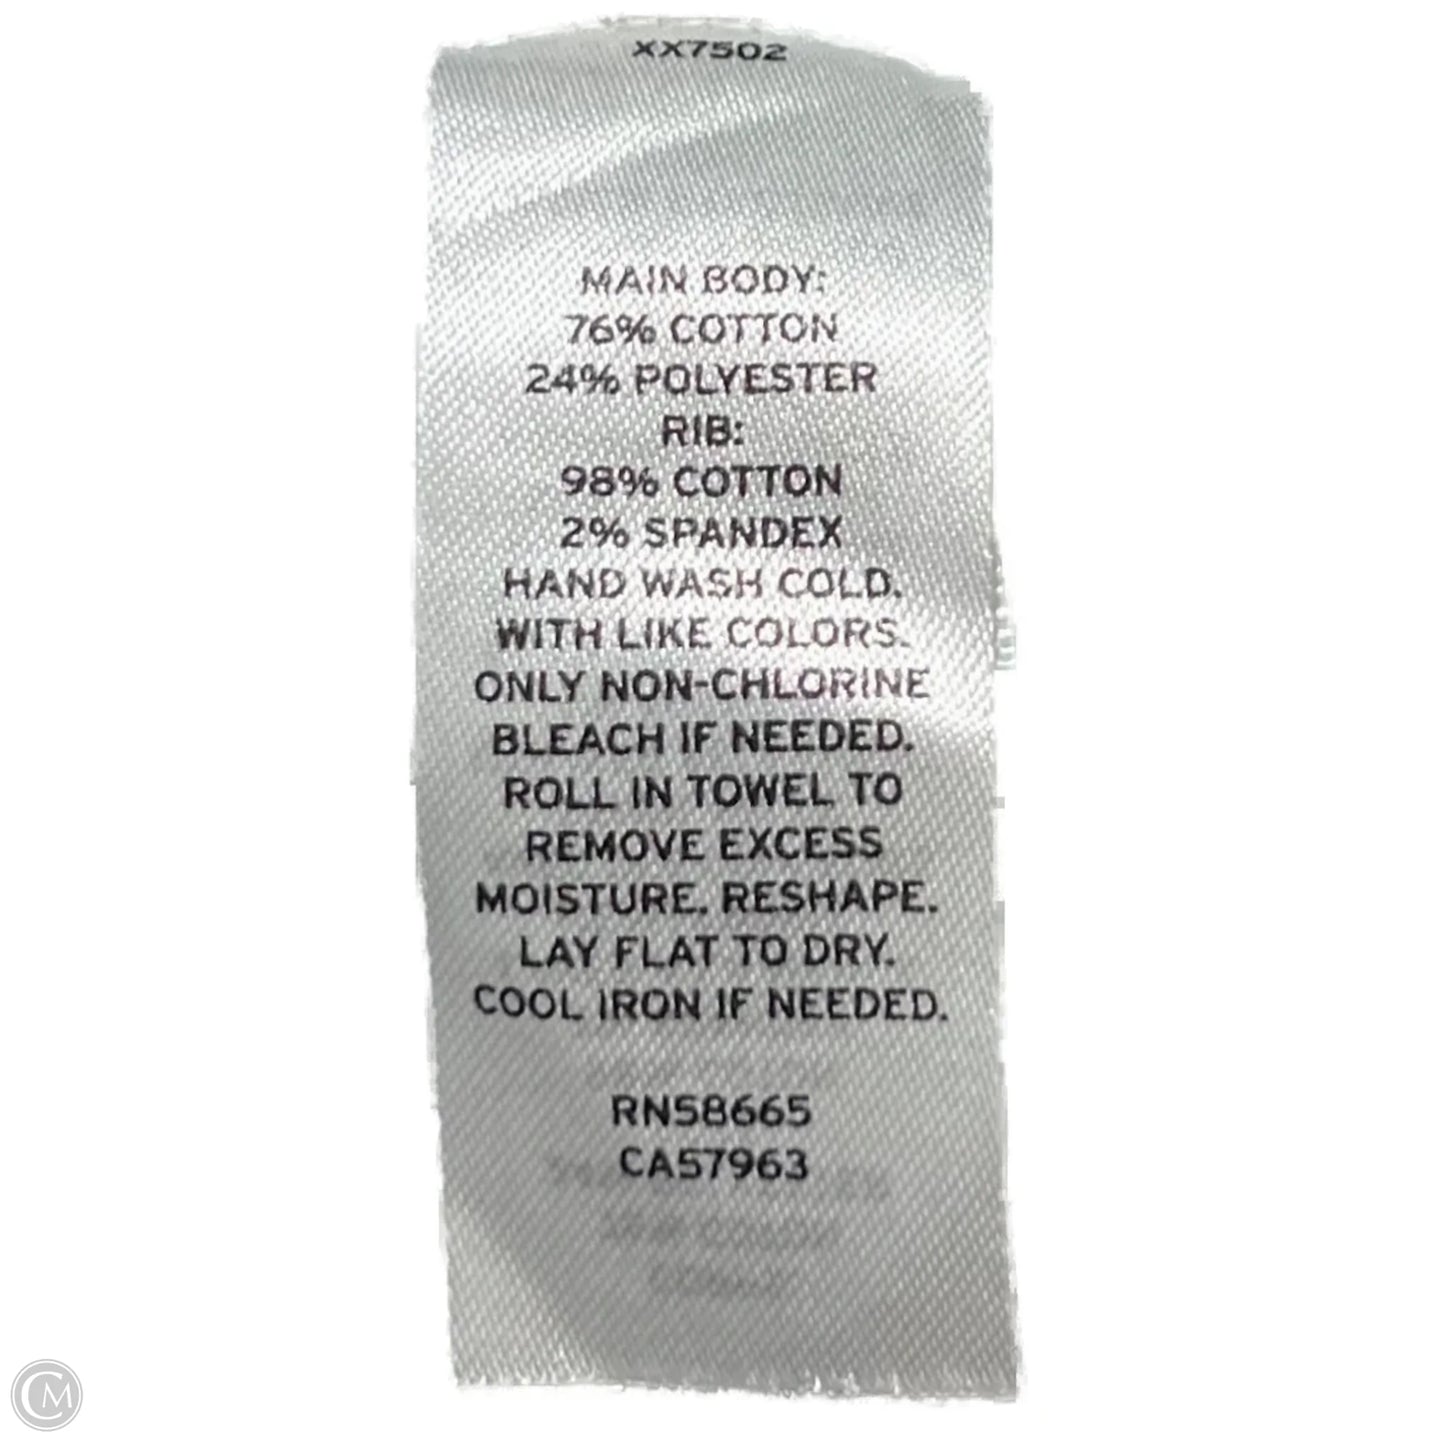 XX7502
MAIN BODY:
76% COTTON
24% POLYESTER
RIB:
98% COTTON
2% SPANDEX
HAND WASH COLD.
WITH LIKE COLORS.
ONLY NON-CHLORINE
BLEACH IF NEEDED.
ROLL IN TOWEL TO
REMOVE EXCESS
MOISTURE. RESHAPE.
LAY FLAT TO DRY.
COOL IRON IF NEEDED.
RN58665
CA57963
CM